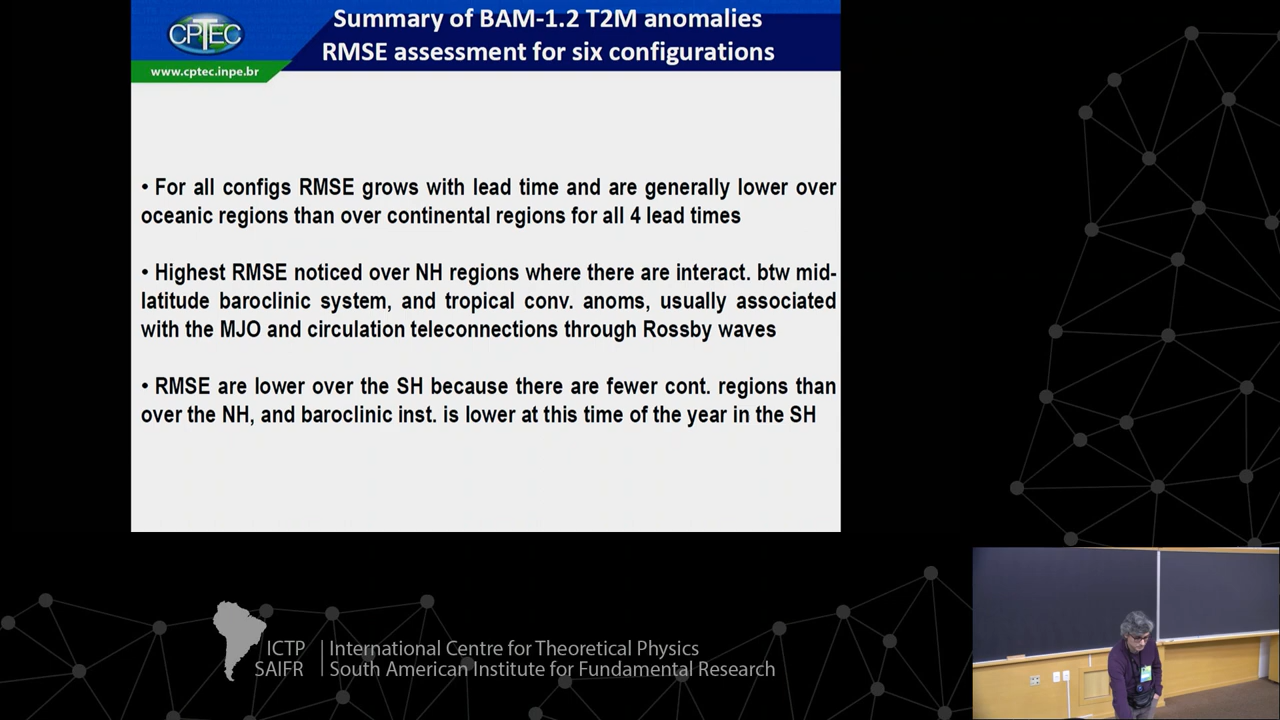 CPTEC
www.cptec.inpe.br
Summary of BAM-1.2 T2M anomalies
RMSE assessment for six configurations
• For all configs RMSE grows with lead time and are generally lower over
oceanic regions than over continental regions for all 4 lead times
• Highest RMSE noticed over NH regions where there are interact. btw mid-
latitude baroclinic system, and tropical conv. anoms, usually associated
with the MJO and circulation teleconnections through Rossby waves
• RMSE are lower over the SH because there are fewer cont. regions than
over the NH, and baroclinic inst. is lower at this time of the year in the SH
ICTP
SAIFR
International Centre for Theoretical Physics
South American Institute for Fundamental Research